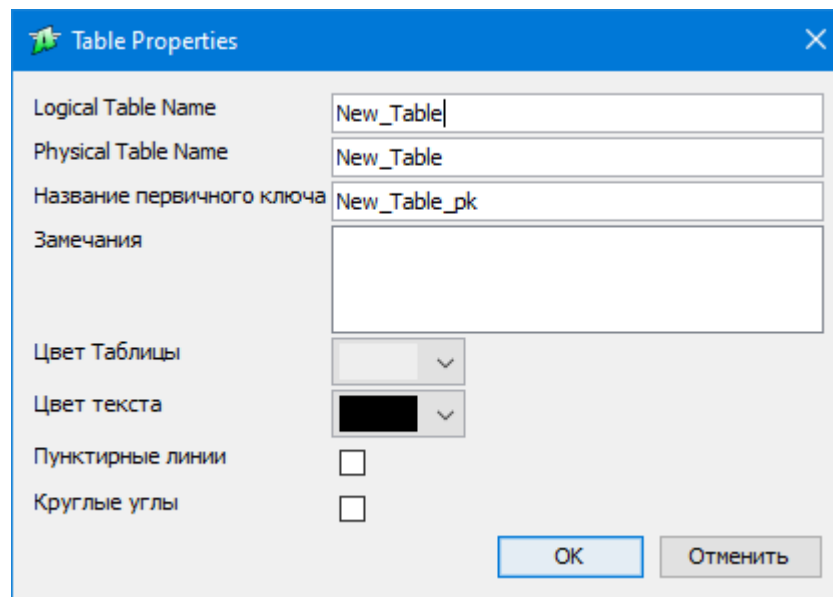 Table Properties
Logical Table Name New_Table
Physical Table Name New_Table
Название первичного ключа New_Table_pk
Замечания
Цвет Таблицы
Цвет текста
Пунктирные линии
Круглые углы
OK Отменить